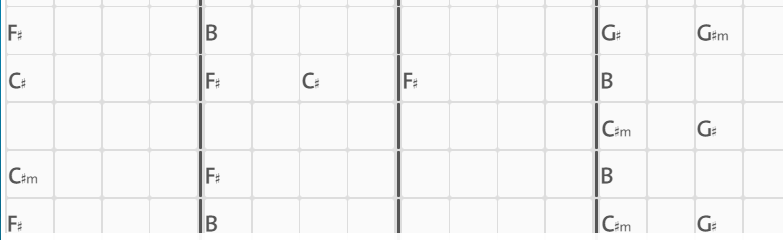 F♯ B G♯ G♯m
C♯ F♯ C♯ F♯ B
C♯m G♯
C♯m F♯ B
F♯ B C♯m G♯